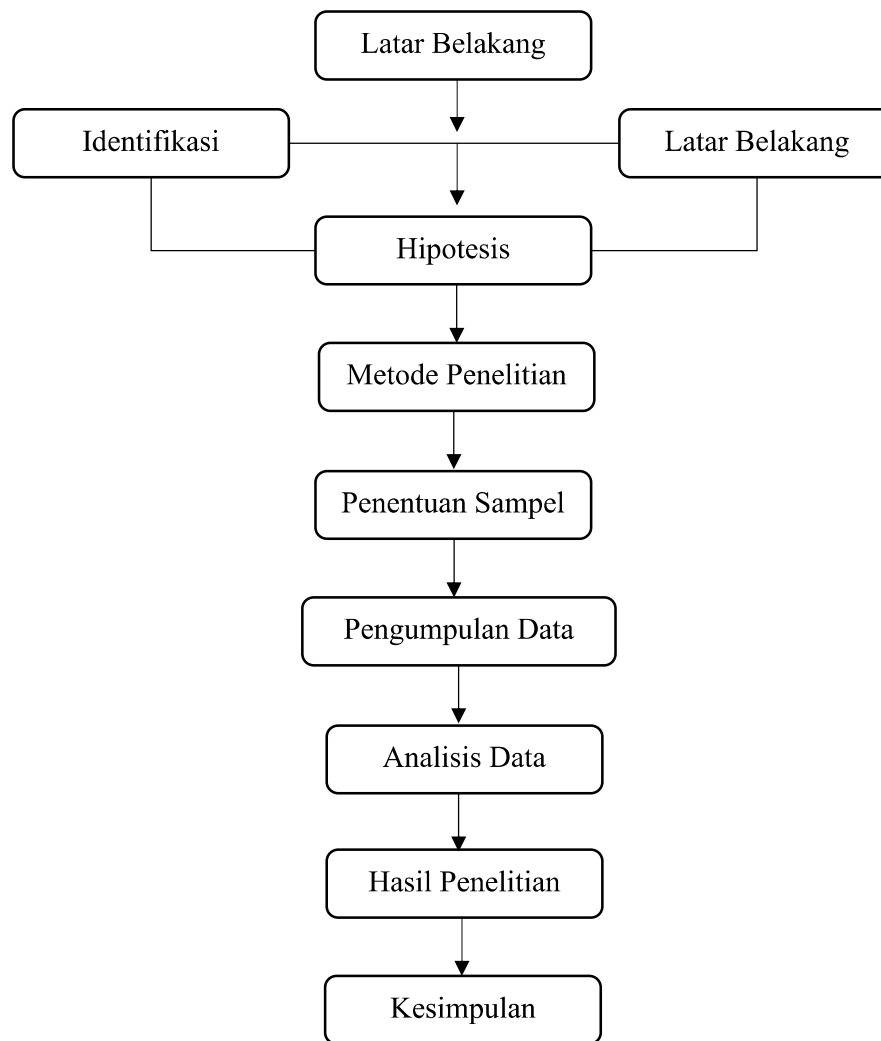 Latar Belakang
Identifikasi
Latar Belakang
Hipotesis
Metode Penelitian
Penentuan Sampel
Pengumpulan Data
Analisis Data
Hasil Penelitian
Kesimpulan